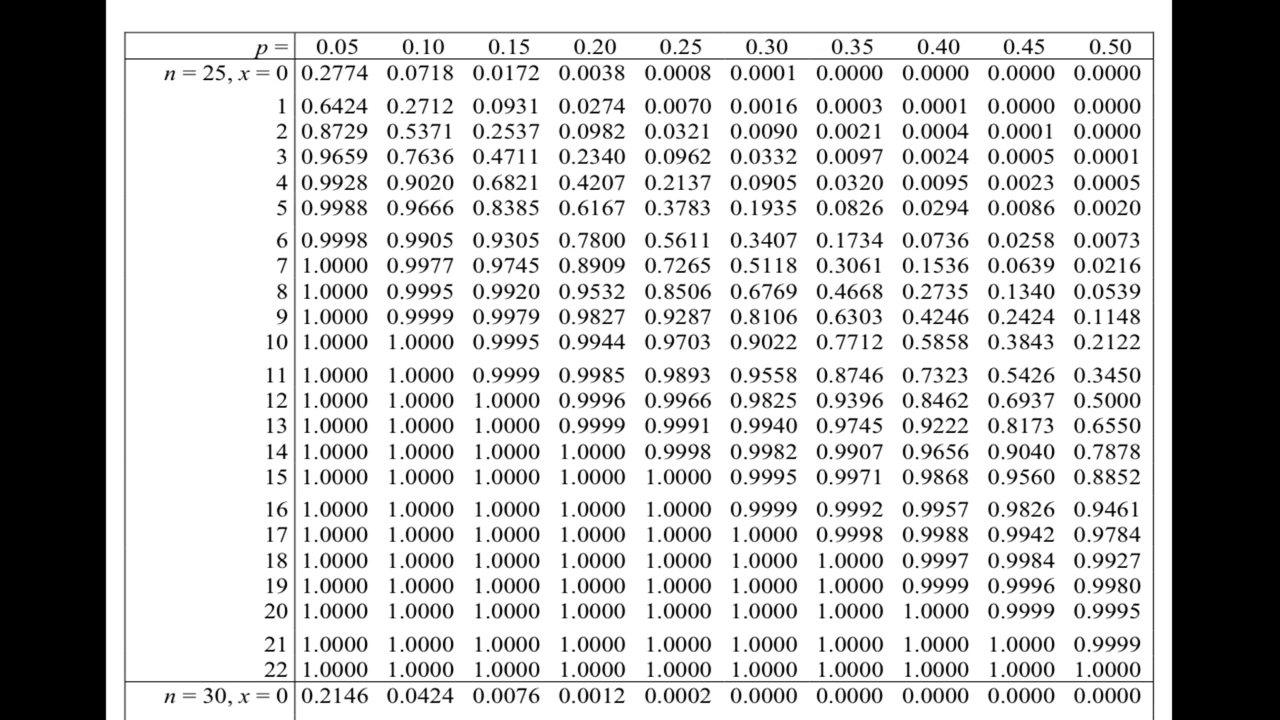 p = 0.05 0.10 0.15 0.20 0.25 0.30 0.35 0.40 0.45 0.50
n = 25, x = 0 0.2774 0.0718 0.0172 0.0038 0.0008 0.0001 0.0000 0.0000 0.0000 0.0000
1 0.6424 0.2712 0.0931 0.0274 0.0070 0.0016 0.0003 0.0001 0.0000 0.0000
2 0.8729 0.5371 0.2537 0.0982 0.0321 0.0090 0.0021 0.0004 0.0001 0.0000
3 0.9659 0.7636 0.4711 0.2340 0.0962 0.0332 0.0097 0.0024 0.0005 0.0001
4 0.9928 0.9020 0.6821 0.4207 0.2137 0.0905 0.0320 0.0095 0.0023 0.0005
5 0.9988 0.9666 0.8385 0.6167 0.3783 0.1935 0.0826 0.0294 0.0086 0.0020
6 0.9998 0.9905 0.9305 0.7800 0.5611 0.3407 0.1734 0.0736 0.0258 0.0073
7 1.0000 0.9977 0.9745 0.8909 0.7265 0.5118 0.3061 0.1536 0.0639 0.0216
8 1.0000 0.9995 0.9920 0.9532 0.8506 0.6769 0.4668 0.2735 0.1340 0.0539
9 1.0000 0.9999 0.9979 0.9827 0.9287 0.8106 0.6303 0.4246 0.2424 0.1148
10 1.0000 1.0000 0.9995 0.9944 0.9703 0.9022 0.7712 0.5858 0.3843 0.2122
11 1.0000 1.0000 0.9999 0.9985 0.9893 0.9558 0.8746 0.7323 0.5426 0.3450
12 1.0000 1.0000 1.0000 0.9996 0.9966 0.9825 0.9396 0.8462 0.6937 0.5000
13 1.0000 1.0000 1.0000 0.9999 0.9991 0.9940 0.9745 0.9222 0.8173 0.6550
14 1.0000 1.0000 1.0000 1.0000 0.9998 0.9982 0.9907 0.9656 0.9040 0.7878
15 1.0000 1.0000 1.0000 1.0000 1.0000 0.9995 0.9971 0.9868 0.9560 0.8852
16 1.0000 1.0000 1.0000 1.0000 1.0000 0.9999 0.9992 0.9957 0.9826 0.9461
17 1.0000 1.0000 1.0000 1.0000 1.0000 1.0000 0.9998 0.9988 0.9942 0.9784
18 1.0000 1.0000 1.0000 1.0000 1.0000 1.0000 1.0000 0.9997 0.9984 0.9927
19 1.0000 1.0000 1.0000 1.0000 1.0000 1.0000 1.0000 0.9999 0.9996 0.9980
20 1.0000 1.0000 1.0000 1.0000 1.0000 1.0000 1.0000 1.0000 0.9999 0.9995
21 1.0000 1.0000 1.0000 1.0000 1.0000 1.0000 1.0000 1.0000 1.0000 0.9999
22 1.0000 1.0000 1.0000 1.0000 1.0000 1.0000 1.0000 1.0000 1.0000 1.0000
n = 30, x = 0 0.2146 0.0424 0.0076 0.0012 0.0002 0.0000 0.0000 0.0000 0.0000 0.0000